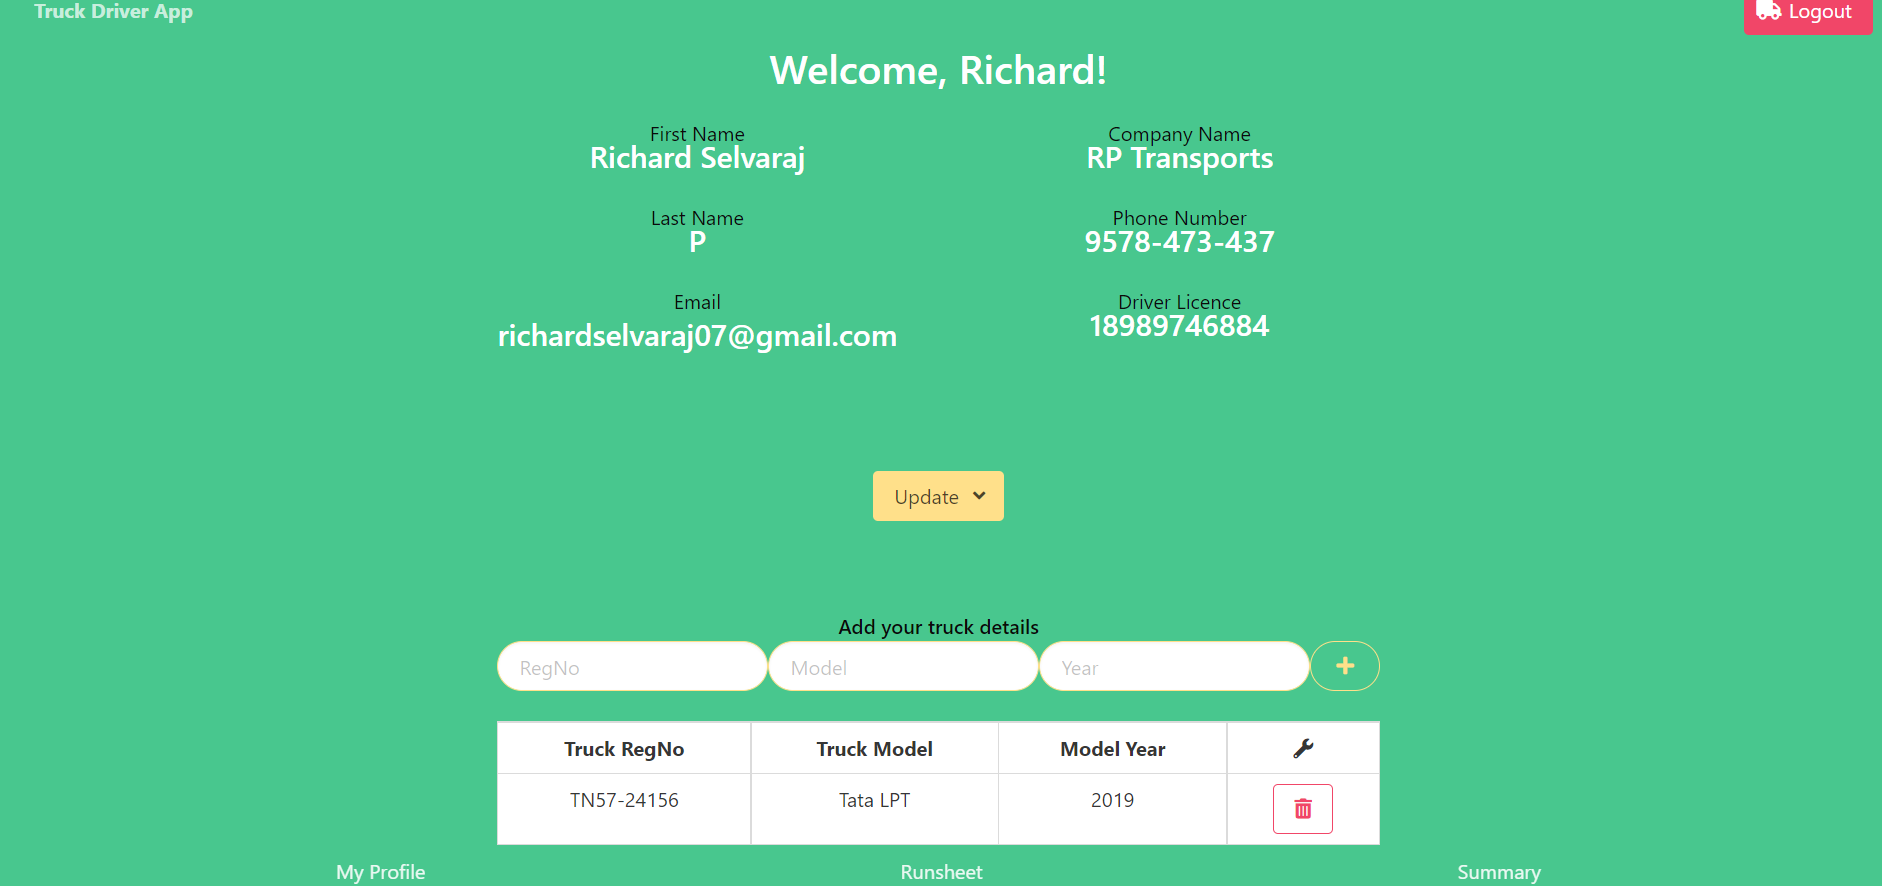 Truck Driver App
Logout
Welcome, Richard!
First Name
Richard Selvaraj
Company Name
RP Transports
Last Name
P
Phone Number
9578-473-437
Email
richardselvaraj07@gmail.com
Driver Licence
18989746884
Update
Add your truck details
RegNo Model Year
Truck RegNo Truck Model Model Year
TN57-24156 Tata LPT 2019
My Profile Runsheet Summary